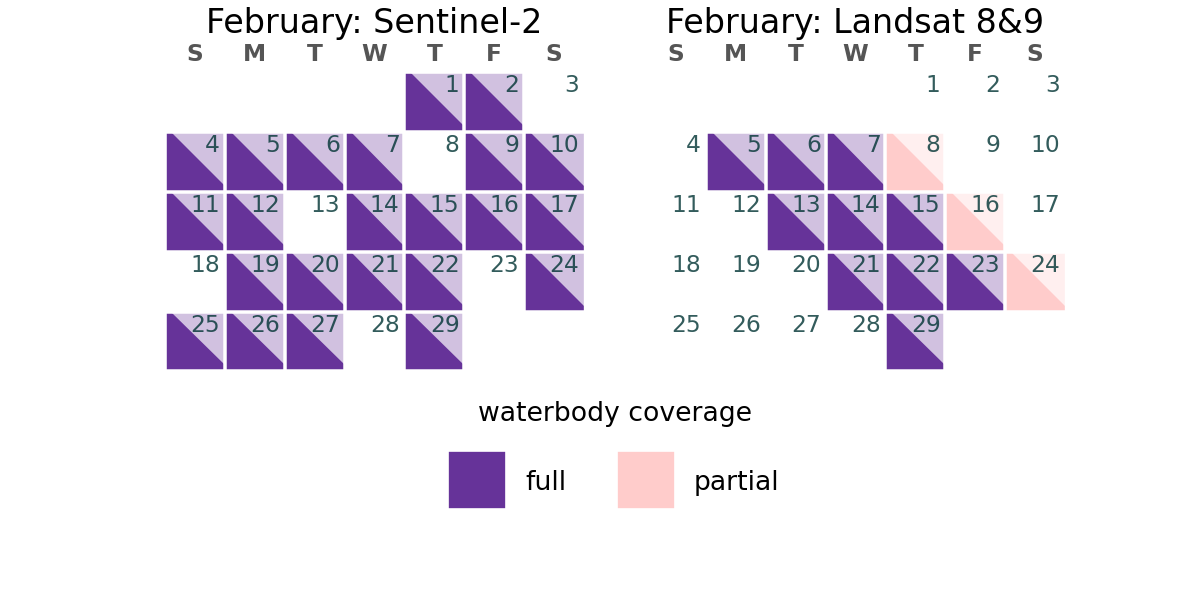 February: Sentinel-2
S M T W T F S
1 2 3
4 5 6 7 8 9 10
11 12 13 14 15 16 17
18 19 20 21 22 23 24
25 26 27 28 29
February: Landsat 8&9
S M T W T F S
1 2 3
4 5 6 7 8 9 10
11 12 13 14 15 16 17
18 19 20 21 22 23 24
25 26 27 28 29
waterbody coverage
full partial